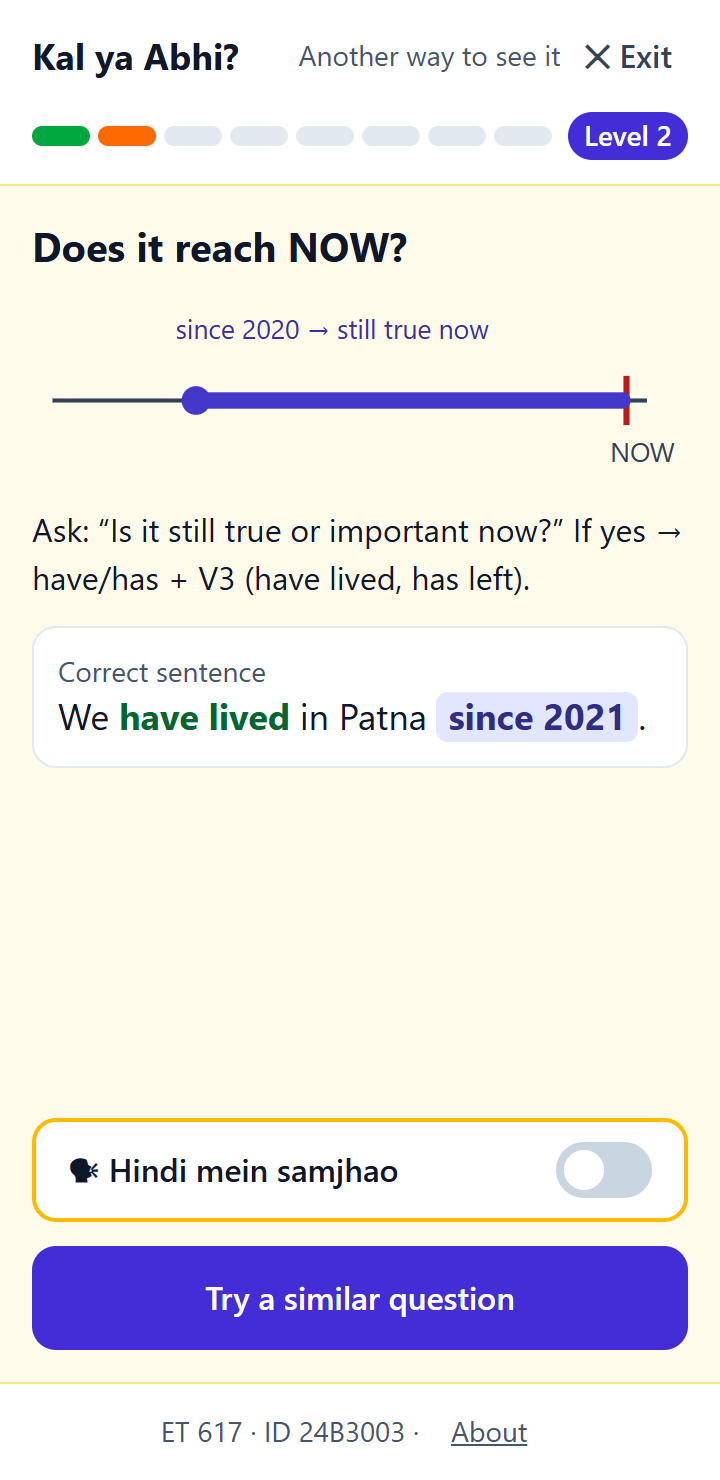 Kal ya Abhi? Another way to see it Exit
Level 2
Does it reach NOW?
since 2020 → still true now
NOW
Ask: “Is it still true or important now?” If yes →
have/has + V3 (have lived, has left).
Correct sentence
We have lived in Patna since 2021.
Hindi mein samjhao
Try a similar question
ET 617 · ID 24B3003 · About